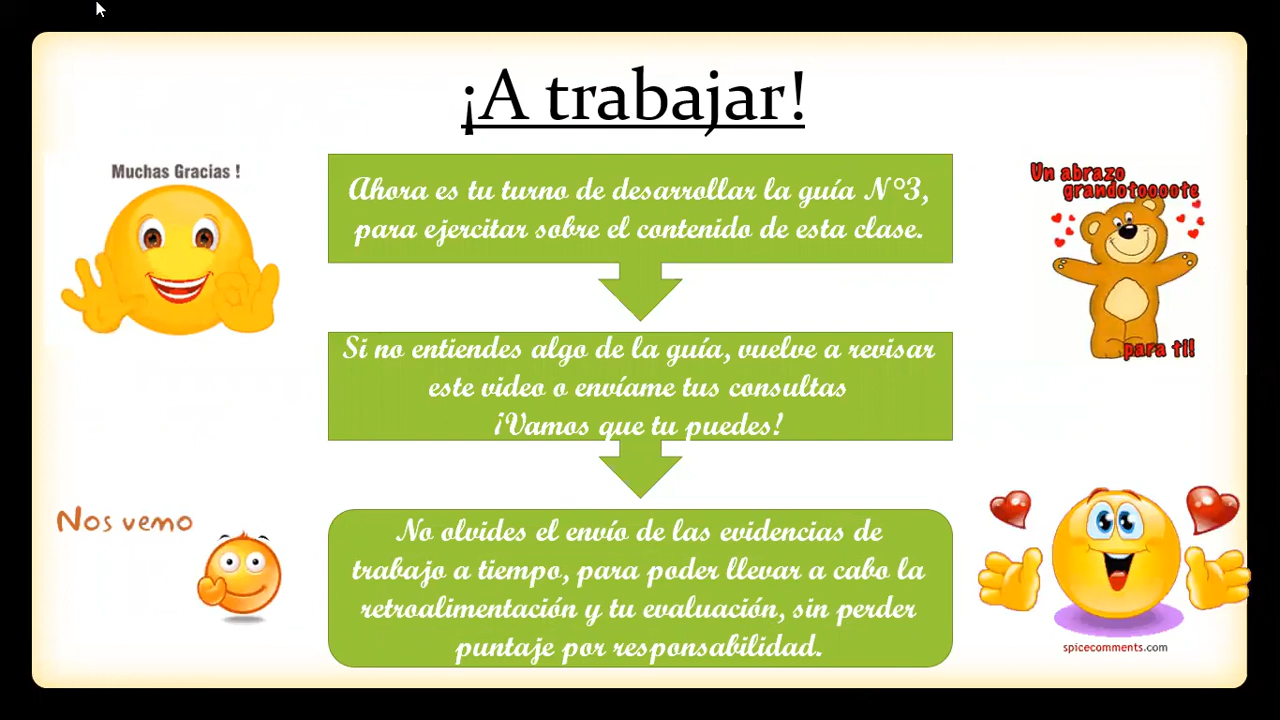 ¡A trabajar!
Muchas Gracias !
Ahora es tu turno de desarrollar la guía N°3,
para ejercitar sobre el contenido de esta clase.
Un abrazo
grandotoooote
para ti!
Si no entiendes algo de la guía, vuelve a revisar
este video o envíame tus consultas
¡Vamos que tu puedes!
Nos vemo
No olvides el envío de las evidencias de
trabajo a tiempo, para poder llevar a cabo la
retroalimentación y tu evaluación, sin perder
puntaje por responsabilidad.
spicecomments.com